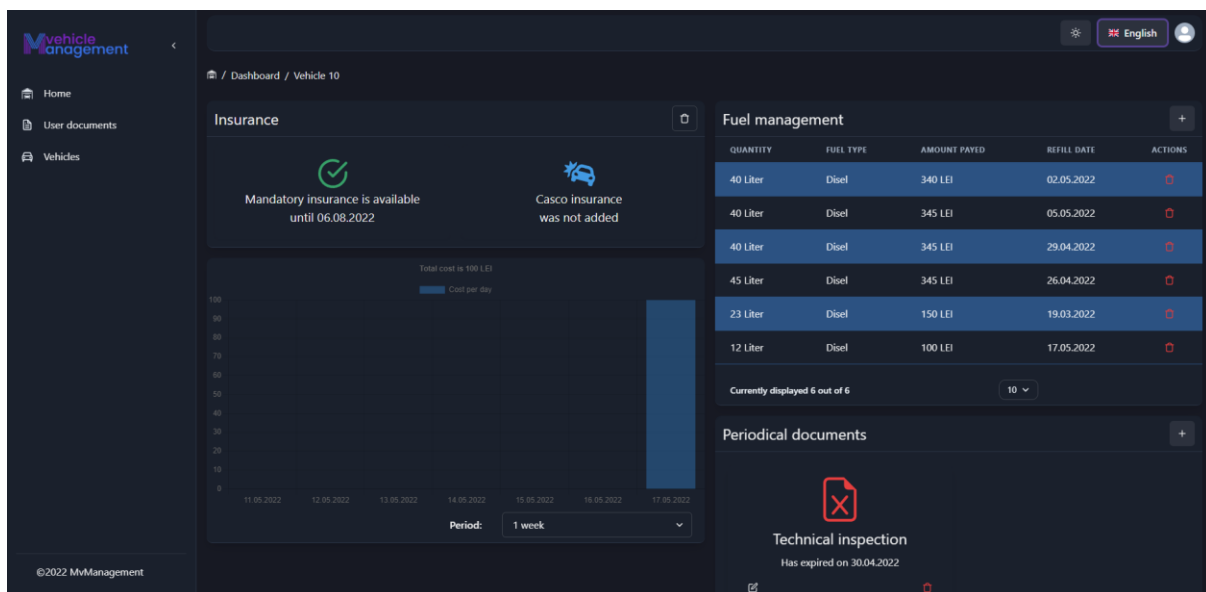 Mvehicle
Management
English
Home
User documents
Vehicles
/ Dashboard / Vehicle 10
Insurance
Mandatory insurance is available
until 06.08.2022
Casco insurance
was not added
Total cost is 100 LEI
Cost per day
100
90
80
70
60
50
40
30
20
10
0
11.05.2022 12.05.2022 13.05.2022 14.05.2022 15.05.2022 16.05.2022 17.05.2022
Period: 1 week
Fuel management
QUANTITY FUEL TYPE AMOUNT PAYED REFILL DATE ACTIONS
40 Liter Disel 340 LEI 02.05.2022
40 Liter Disel 345 LEI 05.05.2022
40 Liter Disel 345 LEI 29.04.2022
45 Liter Disel 345 LEI 26.04.2022
23 Liter Disel 150 LEI 19.03.2022
12 Liter Disel 100 LEI 17.05.2022
Currently displayed 6 out of 6 10
Periodical documents
Technical inspection
Has expired on 30.04.2022
©2022 MvManagement